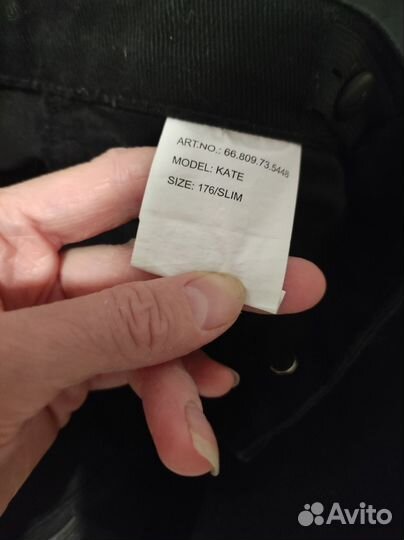 ART.NO.: 66.809.73.5448
MODEL: KATE
SIZE: 176/SLIM
Avito